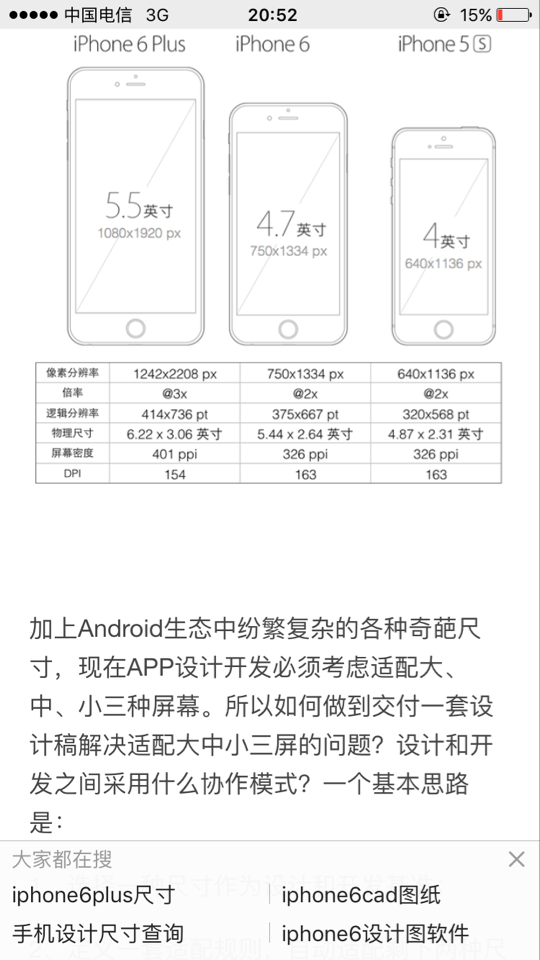 中国电信 3G 20:52 15%
iPhone 6 Plus iPhone 6 iPhone 5S
5.5英寸
1080x1920 px
4.7英寸
750x1334 px
4英寸
640x1136 px
像素分辨率 1242x2208 px 750x1334 px 640x1136 px
倍率 @3x @2x @2x
逻辑分辨率 414x736 pt 375x667 pt 320x568 pt
物理尺寸 6.22 x 3.06 英寸 5.44 x 2.64 英寸 4.87 x 2.31 英寸
屏幕密度 401 ppi 326 ppi 326 ppi
DPI 154 163 163
加上Android生态中纷繁复杂的各种奇葩尺
寸，现在APP设计开发必须考虑适配大、
中、小三种屏幕。所以如何做到交付一套设
计稿解决适配大中小三屏的问题？设计和开
发之间采用什么协作模式？一个基本思路
是：
大家都在搜
iphone6plus尺寸 iphone6cad图纸
手机设计尺寸查询 iphone6设计图软件